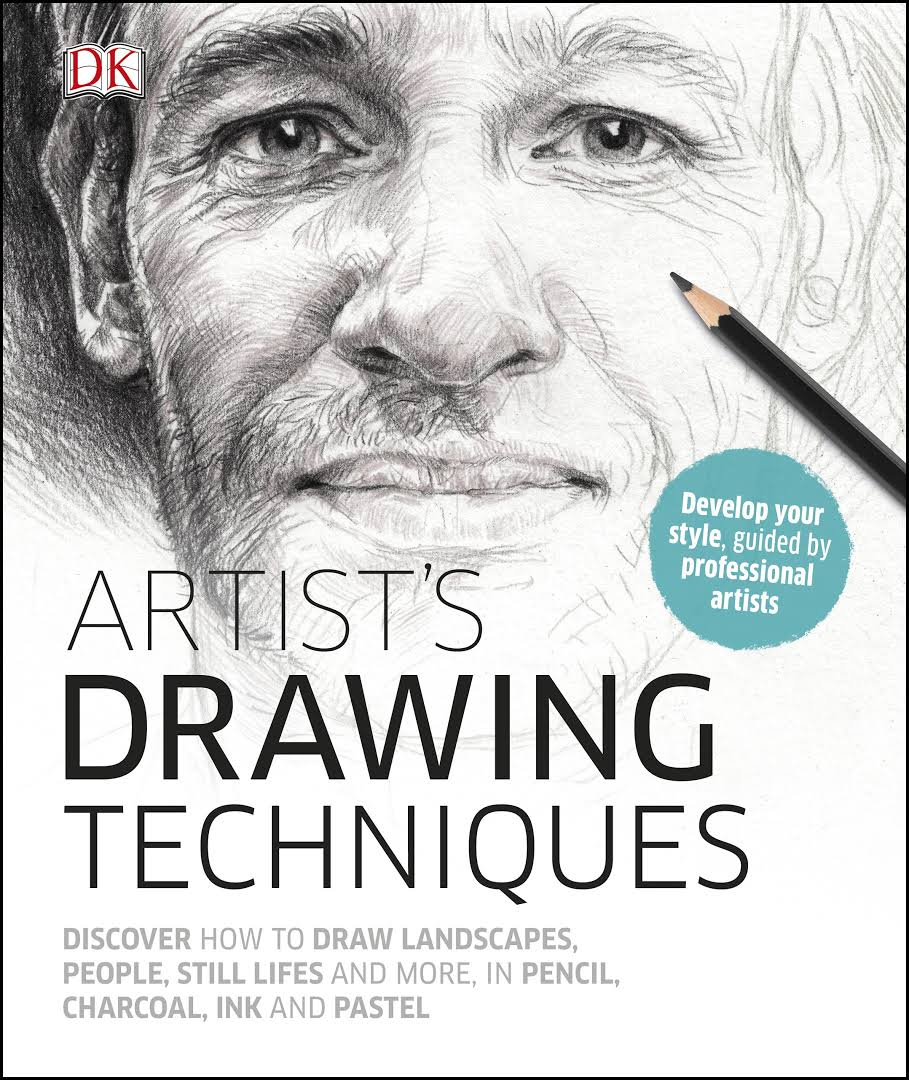 DK
Develop your
style, guided by
professional
artists
ARTIST'S
DRAWING
TECHNIQUES
DISCOVER HOW TO DRAW LANDSCAPES,
PEOPLE, STILL LIFES AND MORE, IN PENCIL,
CHARCOAL, INK AND PASTEL